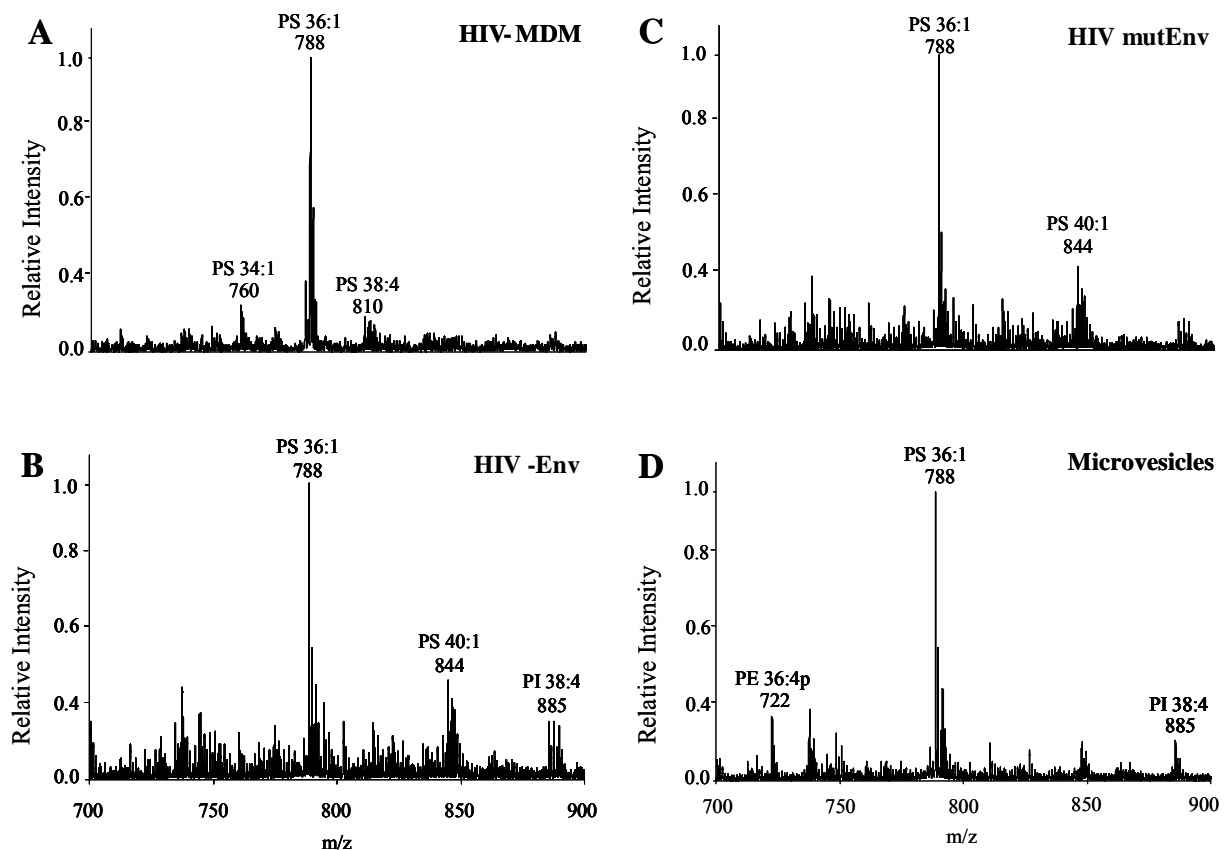 A
HIV- MDM
PS 36:1
788
1.0
0.8
0.6
0.4
0.0
Relative Intensity
PS 34:1
760
PS 38:4
810
C
HIV mutEnv
PS 36:1
788
1.0
0.8
0.6
0.4
0.0
Relative Intensity
PS 40:1
844
B
HIV -Env
PS 36:1
788
1.0
0.8
0.6
0.4
0.0
Relative Intensity
PS 40:1
844
PI 38:4
885
700
750
800
850
900
m/z
D
Microvesicles
PS 36:1
788
1.0
0.8
0.6
0.4
0.0
Relative Intensity
PE 36:4p
722
PI 38:4
885
700
750
800
850
900
m/z